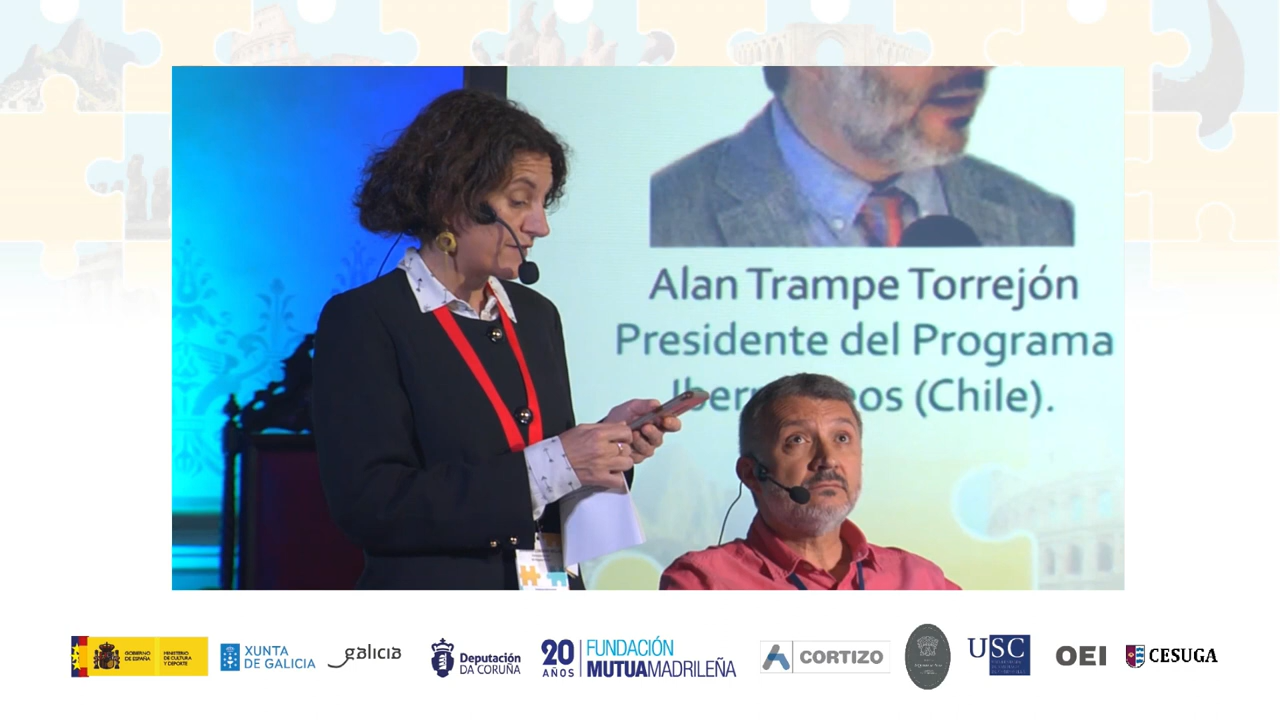 Alan Trampe Torrejón
Presidente del Programa
(Chile).
GOBIERNO DE ESPAÑA
MINISTERIO DE CULTURA Y DEPORTE
XUNTA
DE GALICIA
galicia
Deputación
DA CORUÑA
20
AÑOS
FUNDACIÓN
MUTUAMADRILEÑA
CORTIZO
USC
OEI
CESUGA